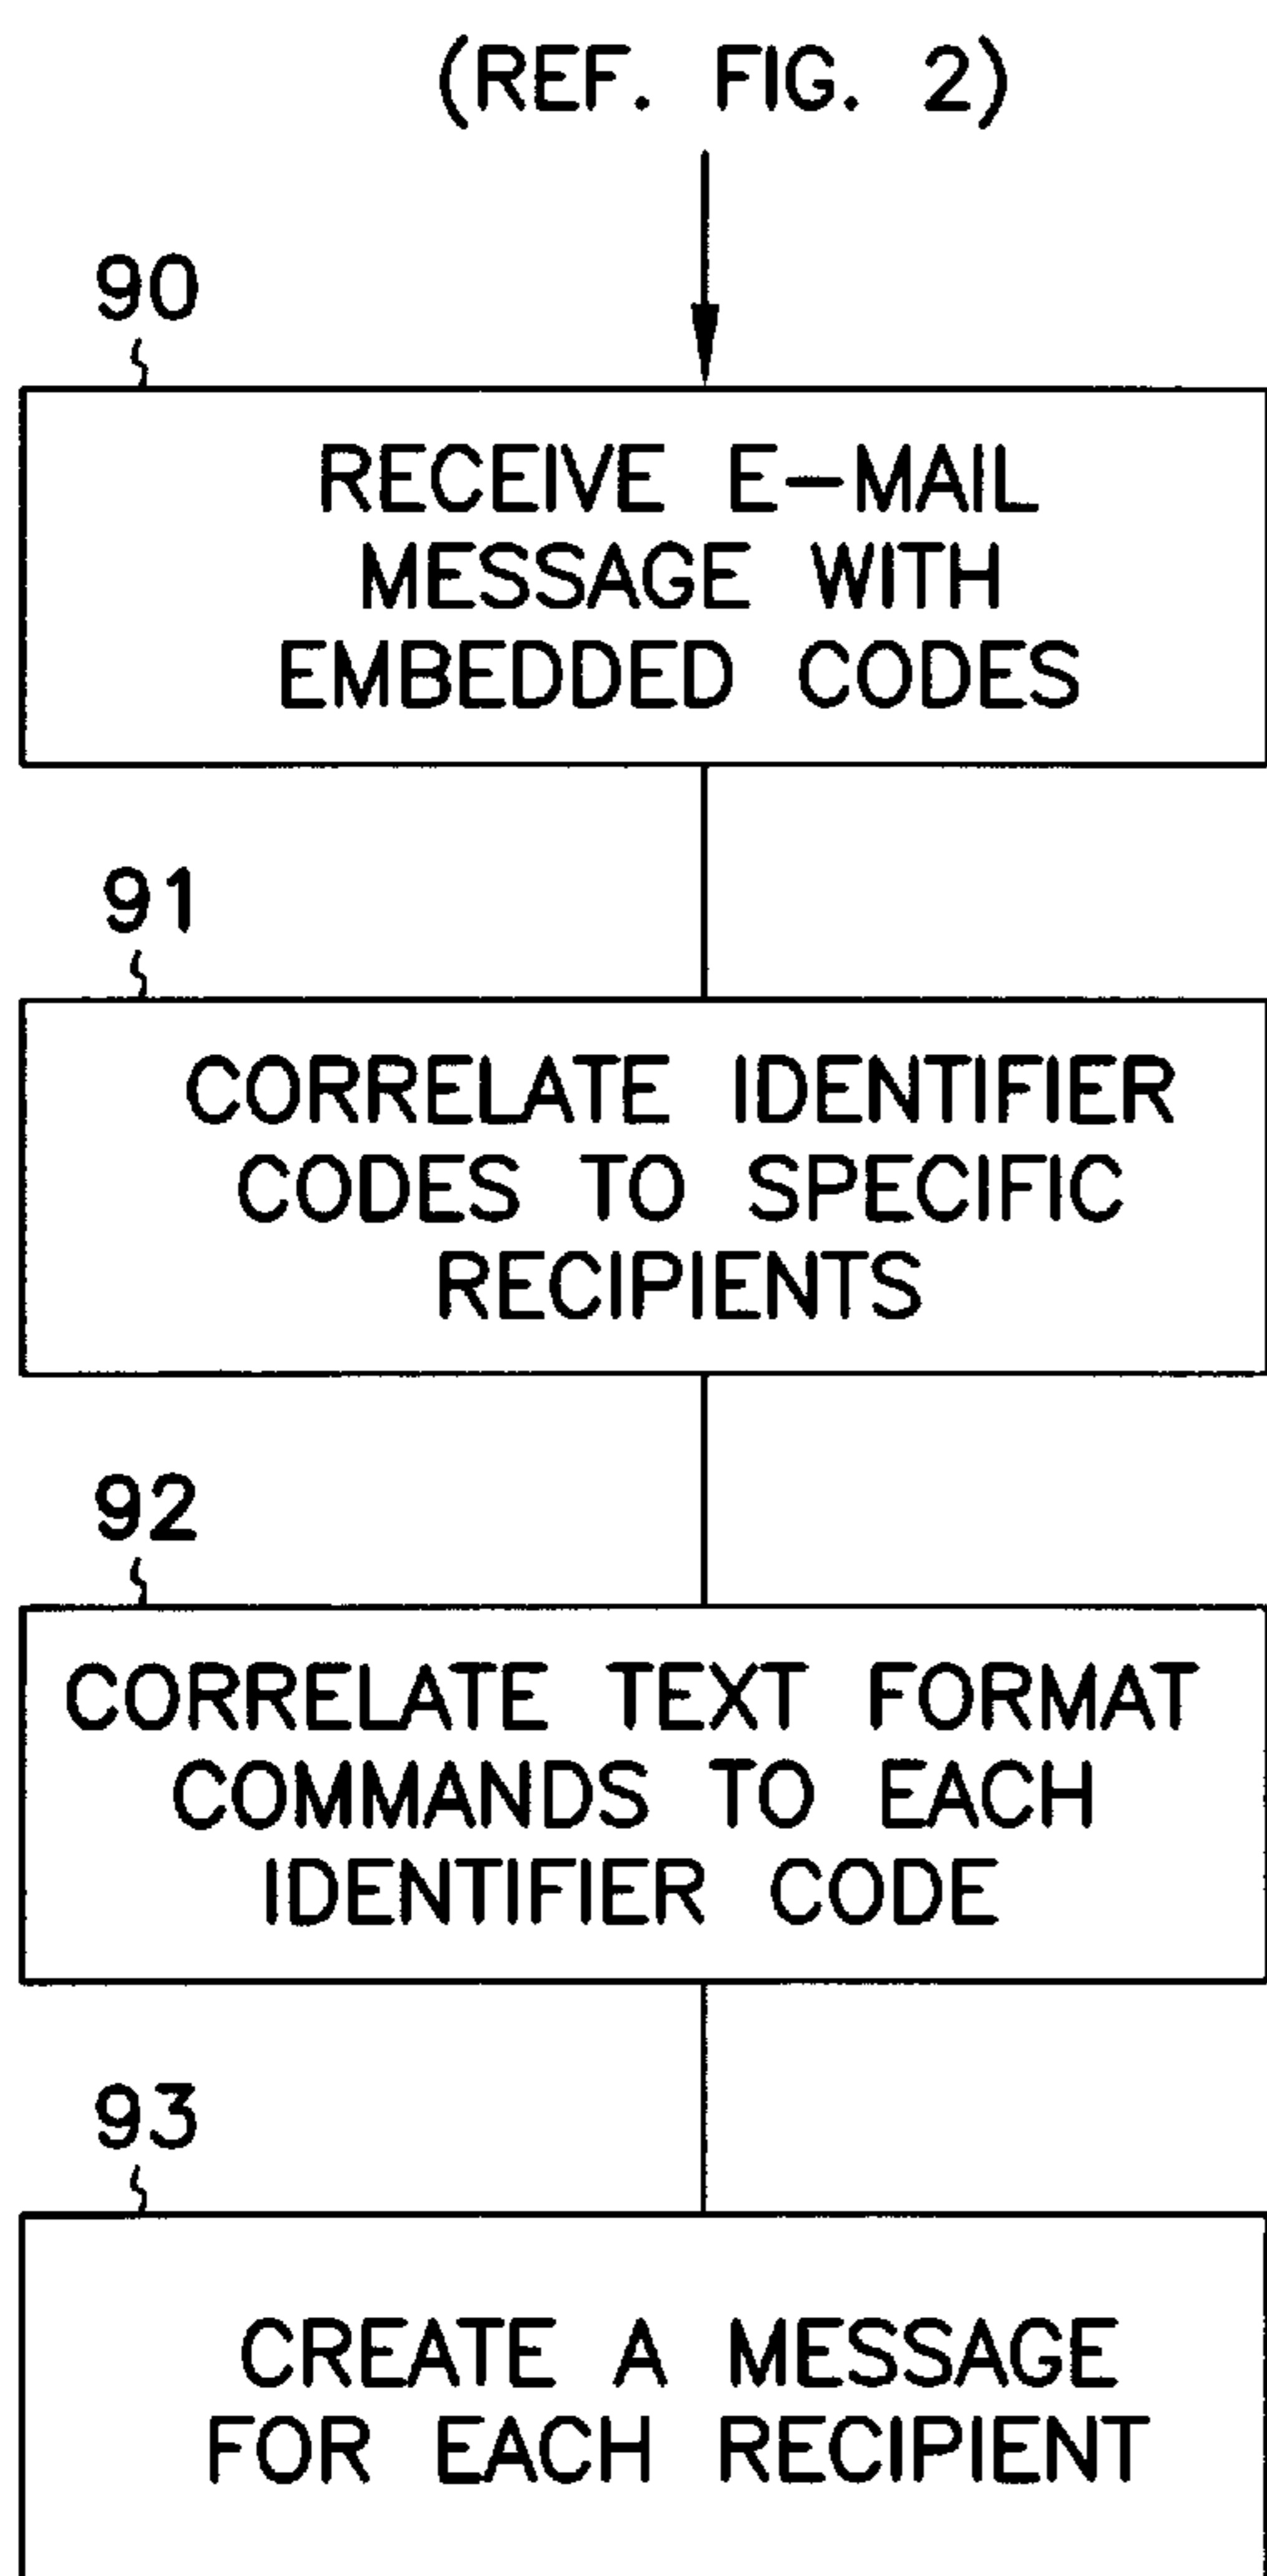 (REF. FIG. 2)
90
RECEIVE E-MAIL
MESSAGE WITH
EMBEDDED CODES
91
CORRELATE IDENTIFIER
CODES TO SPECIFIC
RECIPIENTS
92
CORRELATE TEXT FORMAT
COMMANDS TO EACH
IDENTIFIER CODE
93
CREATE A MESSAGE
FOR EACH RECIPIENT